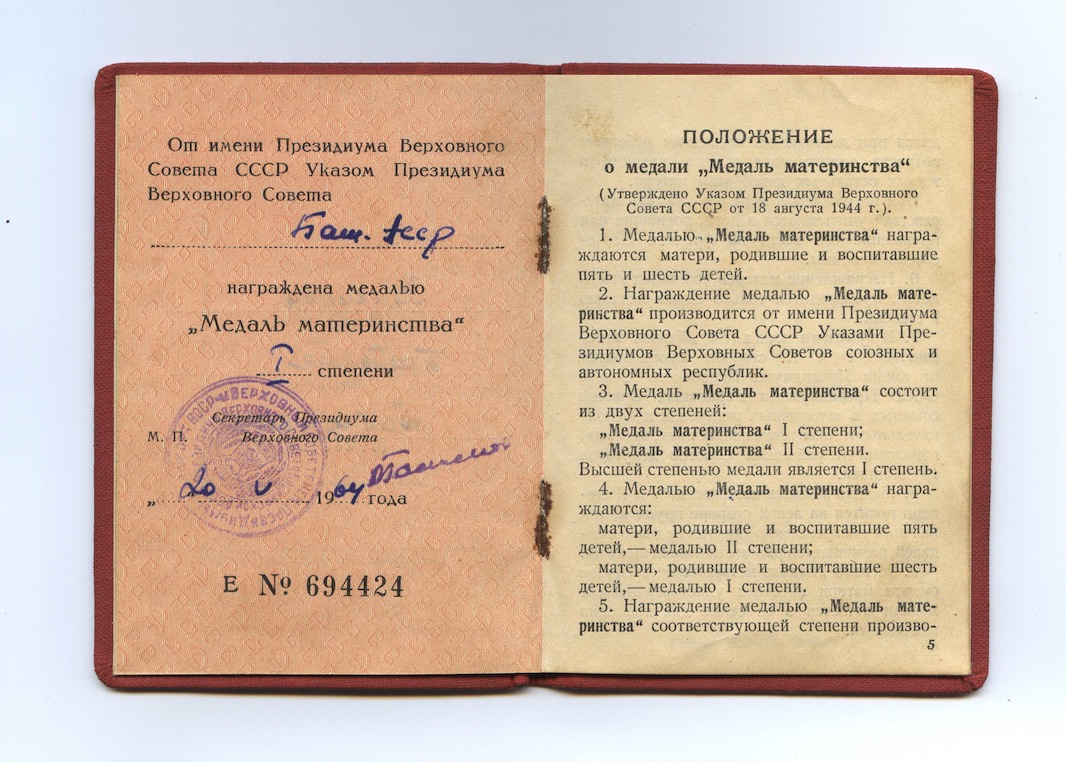 От имени Президиума Верховного
Совета СССР Указом Президиума
Верховного Совета
Баш. АССР
награждена медалью
„Медаль материнства“
I степени
Секретарь Президиума
М. П. Верховного Совета
„ 20 V 1964 года
Е № 694424
ПОЛОЖЕНИЕ
о медали „Медаль материнства“
(Утверждено Указом Президиума Верховного
Совета СССР от 18 августа 1944 г.).
1. Медалью „Медаль материнства“ награ-
ждаются матери, родившие и воспитавшие
пять и шесть детей.
2. Награждение медалью „Медаль мате-
ринства“ производится от имени Президиума
Верховного Совета СССР Указами Пре-
зидиумов Верховных Советов союзных и
автономных республик.
3. Медаль „Медаль материнства“ состоит
из двух степеней:
„Медаль материнства“ I степени;
„Медаль материнства“ II степени.
Высшей степенью медали является I степень.
4. Медалью „Медаль материнства“ награ-
ждаются:
матери, родившие и воспитавшие пять
детей,— медалью II степени;
матери, родившие и воспитавшие шесть
детей,— медалью I степени.
5. Награждение медалью „Медаль мате-
ринства“ соответствующей степени произво-
5